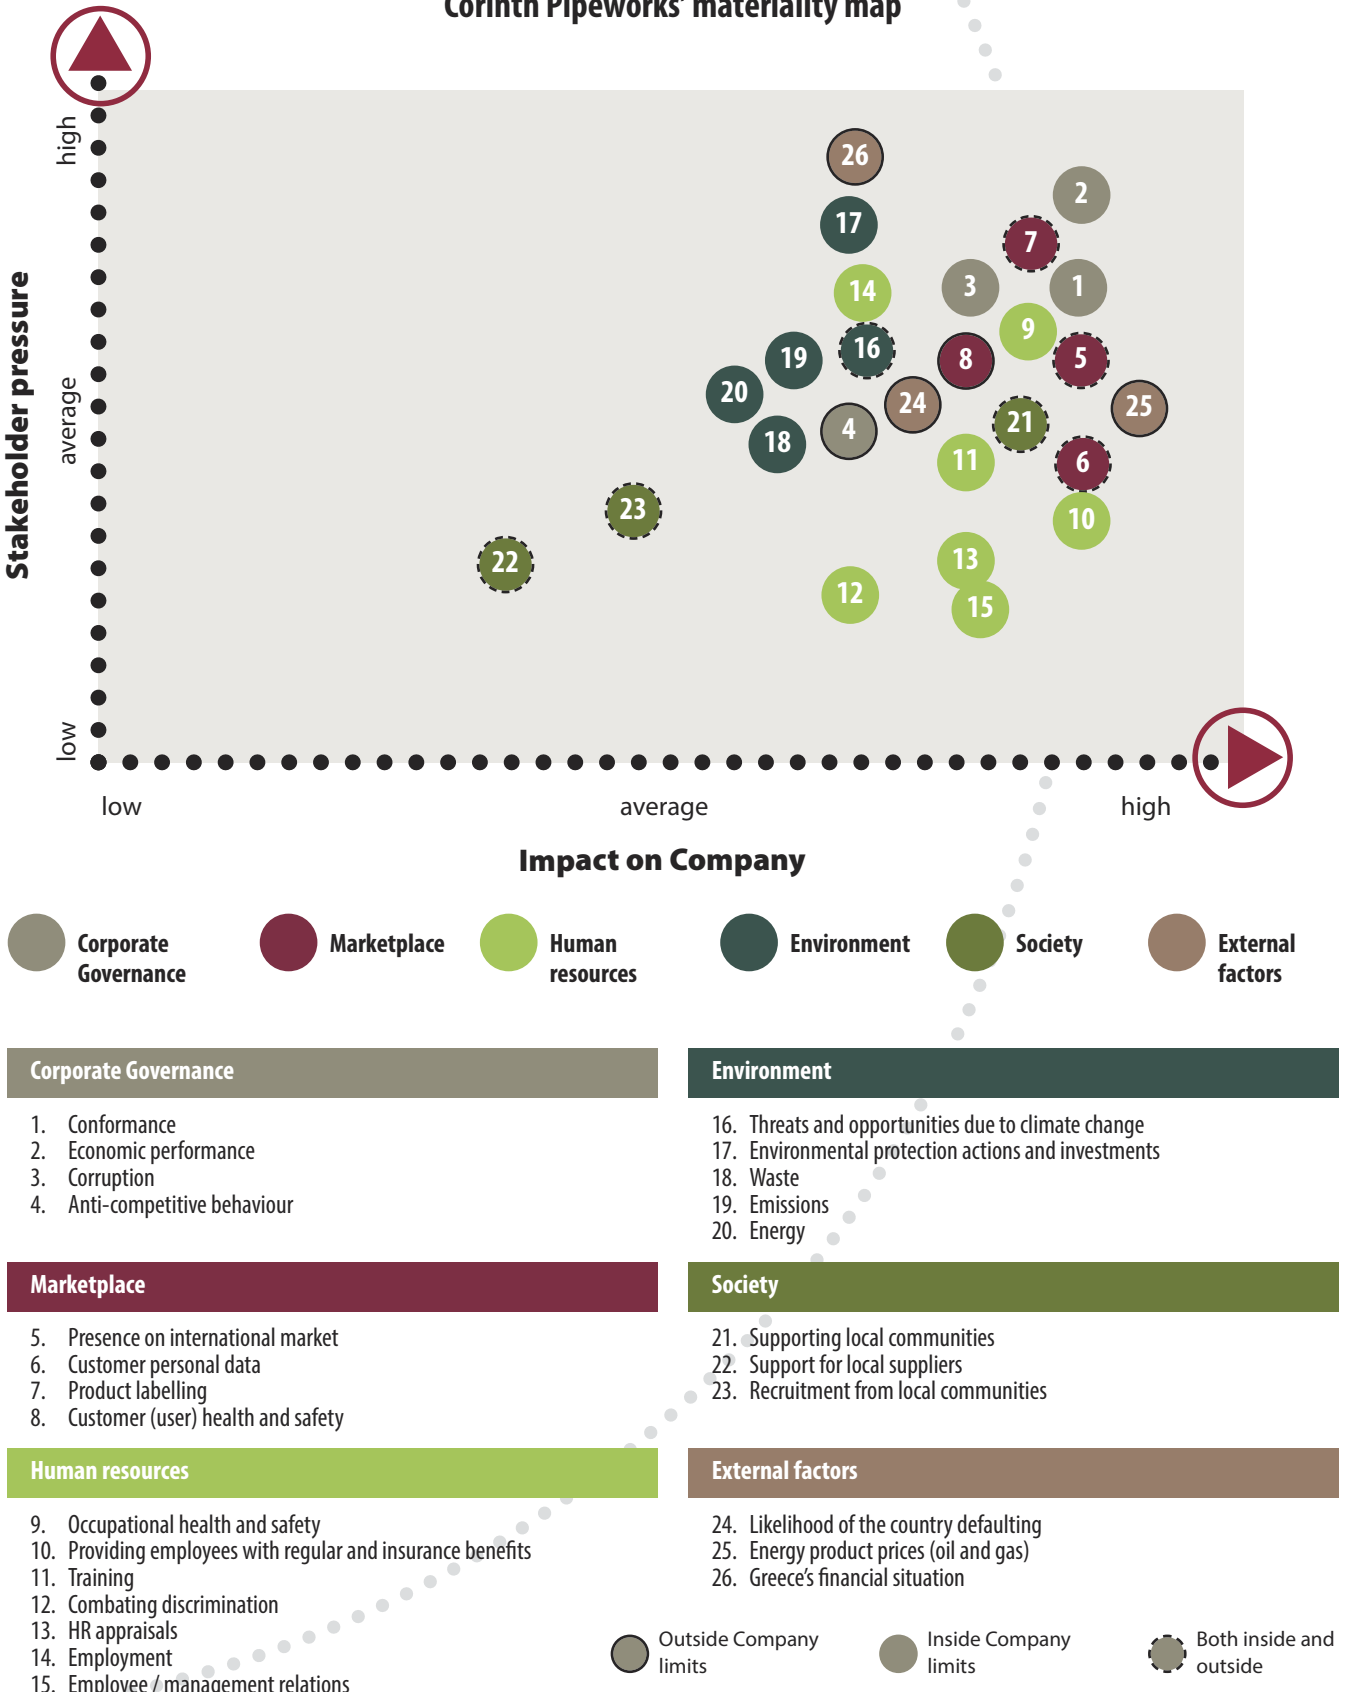 Corinth Pipeworks' materiality map
high
average
low
Stakeholder pressure
26
2
17
7
14
3
1
9
16
19
8
5
20
24
25
4
21
18
11
6
23
10
22
13
12
15
low
average
high
Impact on Company
Corporate
Governance
Marketplace
Human
resources
Environment
Society
External
factors
Corporate Governance
1. Conformance
2. Economic performance
3. Corruption
4. Anti-competitive behaviour
Marketplace
5. Presence on international market
6. Customer personal data
7. Product labelling
8. Customer (user) health and safety
Human resources
9. Occupational health and safety
10. Providing employees with regular and insurance benefits
11. Training
12. Combating discrimination
13. HR appraisals
14. Employment
15. Employee / management relations
Environment
16. Threats and opportunities due to climate change
17. Environmental protection actions and investments
18. Waste
19. Emissions
20. Energy
Society
21. Supporting local communities
22. Support for local suppliers
23. Recruitment from local communities
External factors
24. Likelihood of the country defaulting
25. Energy product prices (oil and gas)
26. Greece's financial situation
Outside Company
limits
Inside Company
limits
Both inside and
outside